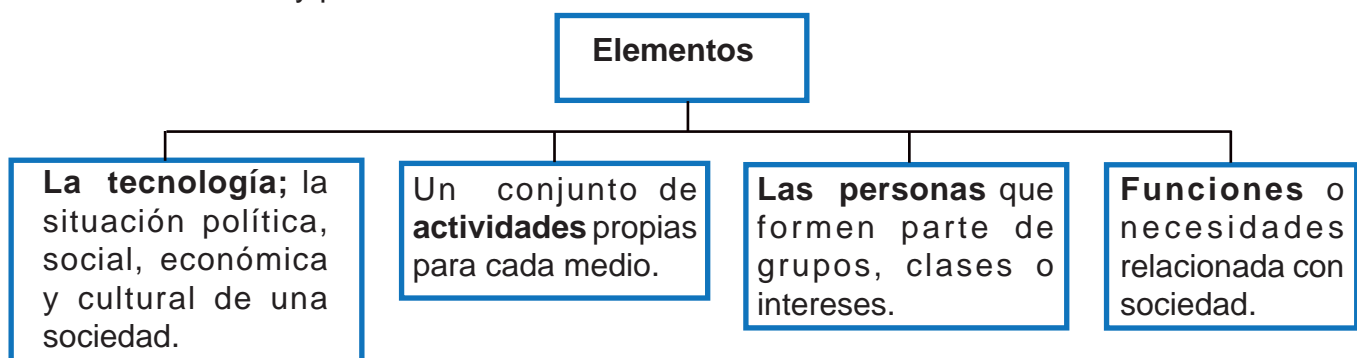 Elementos
La tecnología; la
situación política,
social, económica
y cultural de una
sociedad.
Un conjunto de
actividades propias
para cada medio.
Las personas que
formen parte de
grupos, clases o
intereses.
Funciones o
necesidades
relacionada con
sociedad.